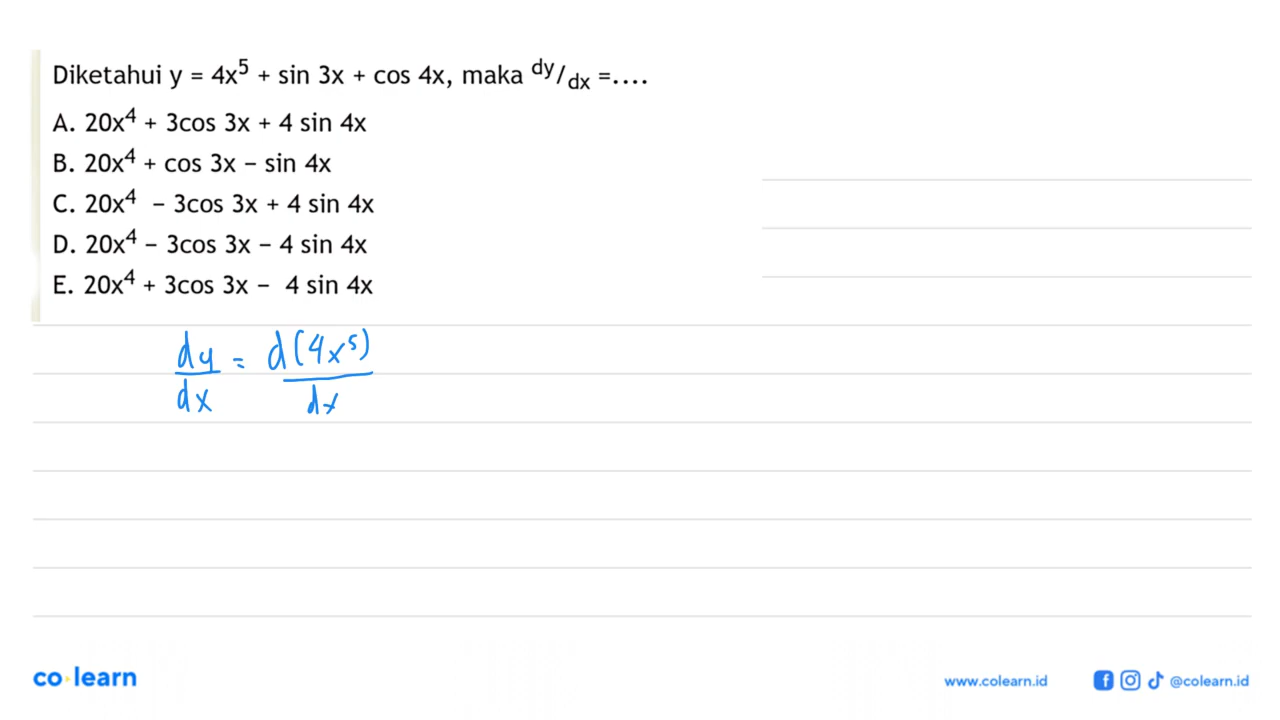 Diketahui y = 4x⁵ + sin 3x + cos 4x, maka dy/dx =....
A. 20x⁴ + 3cos 3x + 4 sin 4x
B. 20x⁴ + cos 3x − sin 4x
C. 20x⁴ − 3cos 3x + 4 sin 4x
D. 20x⁴ − 3cos 3x − 4 sin 4x
E. 20x⁴ + 3cos 3x − 4 sin 4x
dy/dx = d(4x⁵)/dx
co·learn
www.colearn.id
@colearn.id